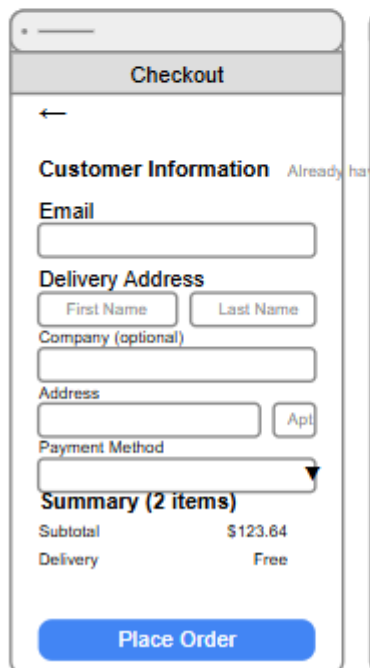 Checkout
←
Customer Information Already
Email
Delivery Address
First Name Last Name
Company (optional)
Address
Apt
Payment Method
Summary (2 items)
Subtotal $123.64
Delivery Free
Place Order